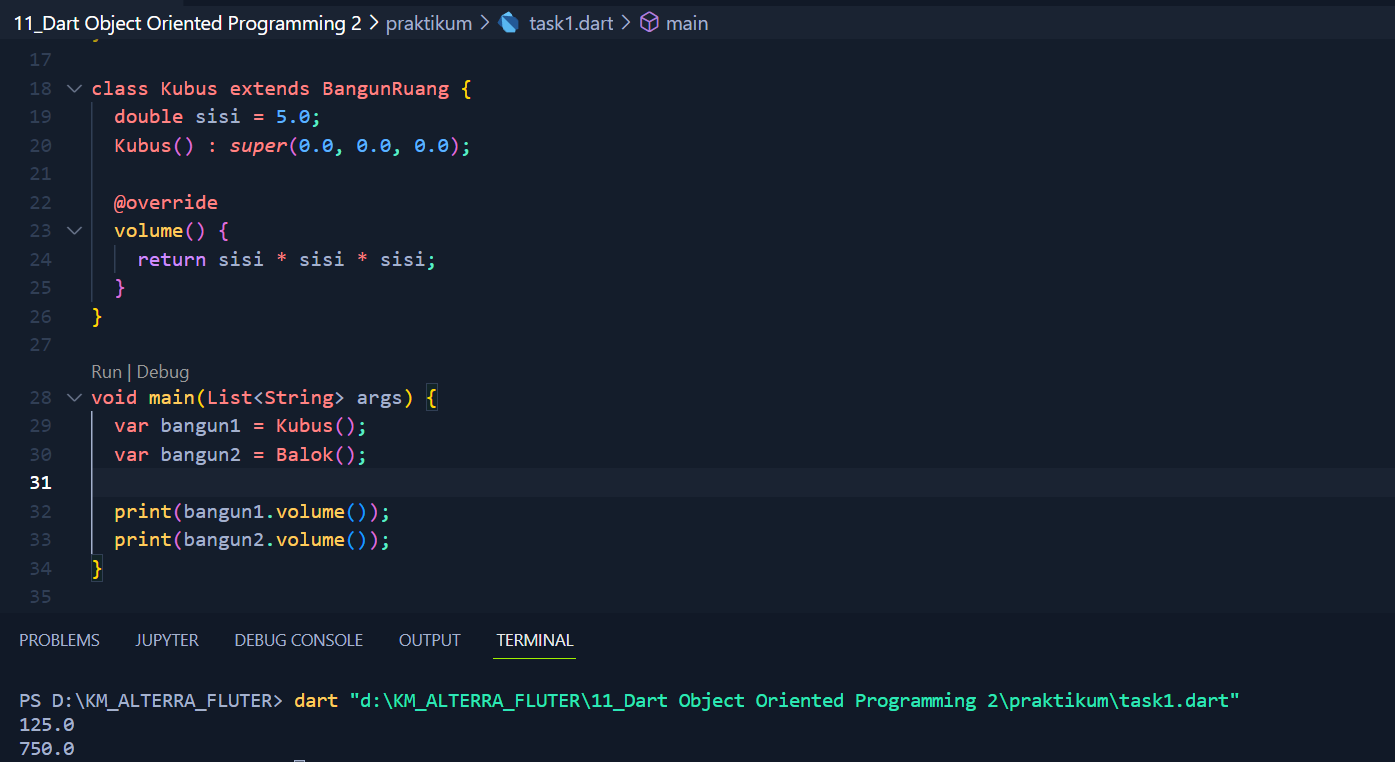 11_Dart Object Oriented Programming 2 > praktikum > task1.dart > main
17
18 class Kubus extends BangunRuang {
19 double sisi = 5.0;
20 Kubus() : super(0.0, 0.0, 0.0);
21
22 @override
23 volume() {
24 return sisi * sisi * sisi;
25 }
26 }
27
Run | Debug
28 void main(List<String> args) {
29 var bangun1 = Kubus();
30 var bangun2 = Balok();
31
32 print(bangun1.volume());
33 print(bangun2.volume());
34 }
35
PROBLEMS JUPYTER DEBUG CONSOLE OUTPUT TERMINAL
PS D:\KM_ALTERRA_FLUTER> dart "d:\KM_ALTERRA_FLUTER\11_Dart Object Oriented Programming 2\praktikum\task1.dart"
125.0
750.0